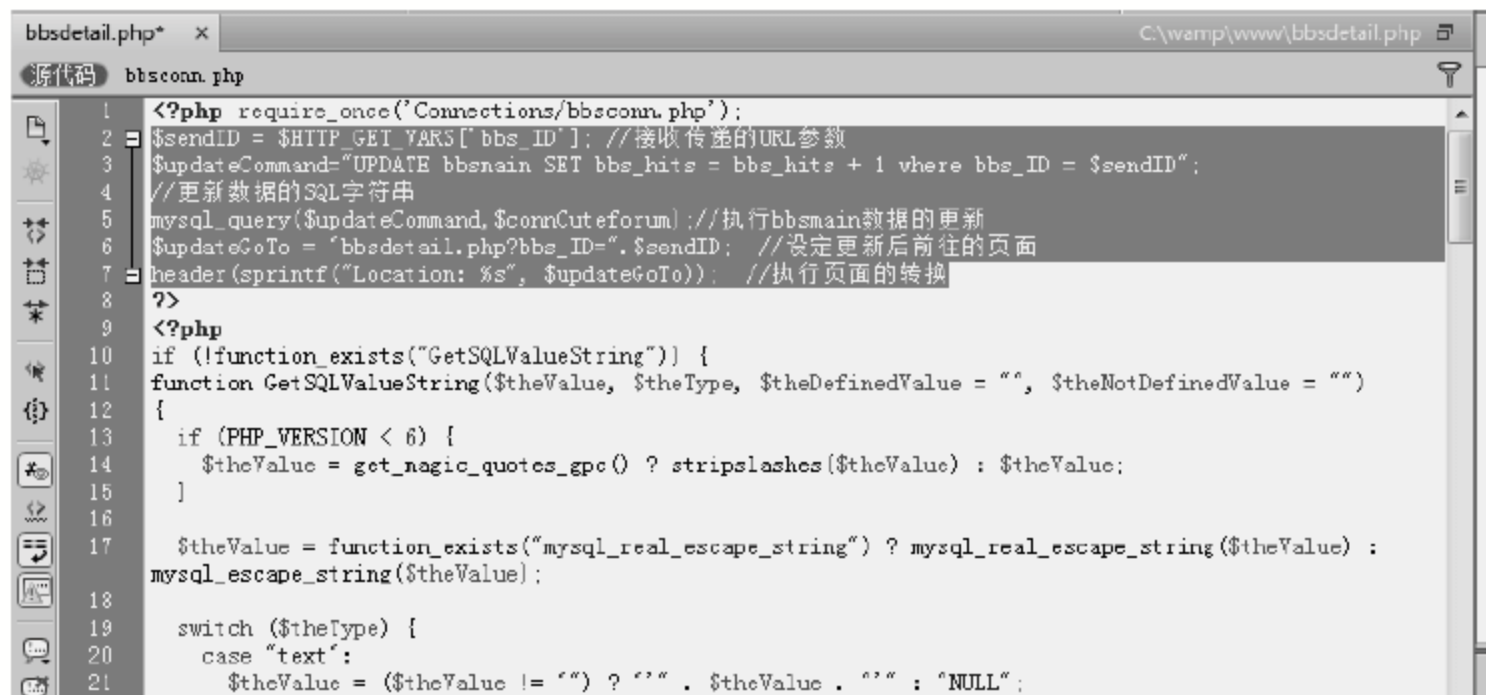 bbsdetail.php* × C:\wamp\www\bbsdetail.php
源代码 bbsconn.php
1 <?php require_once('Connections/bbsconn.php');
2 $sendID = $HTTP_GET_VARS['bbs_ID']; //接收传递的URL参数
3 $updateCommand="UPDATE bbsmain SET bbs_hits = bbs_hits + 1 where bbs_ID = $sendID";
4 //更新数据的SQL字符串
5 mysql_query($updateCommand,$connCuteforum);//执行bbsmain数据的更新
6 $updateGoTo = "bbsdetail.php?bbs_ID=".$sendID; //设定更新后前往的页面
7 header(sprintf("Location: %s", $updateGoTo)); //执行页面的转换
8 ?>
9 <?php
10 if (!function_exists("GetSQLValueString")) {
11 function GetSQLValueString($theValue, $theType, $theDefinedValue = "", $theNotDefinedValue = "")
12 {
13 if (PHP_VERSION < 6) {
14 $theValue = get_magic_quotes_gpc() ? stripslashes($theValue) : $theValue;
15 }
16
17 $theValue = function_exists("mysql_real_escape_string") ? mysql_real_escape_string($theValue) :
mysql_escape_string($theValue);
18
19 switch ($theType) {
20 case "text":
21 $theValue = ($theValue != "") ? "'" . $theValue . "'" : "NULL";